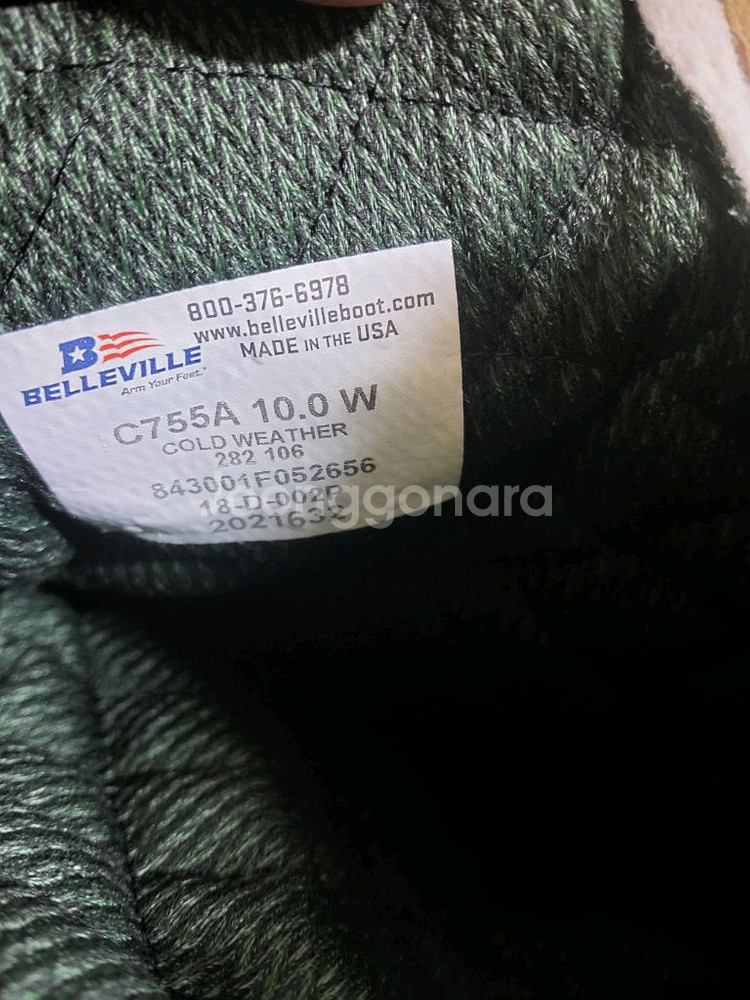 800-376-6978
www.bellevilleboot.com
MADE IN THE USA
B
BELLEVILLE
Arm Your Feet.
C755A 10.0 W
COLD WEATHER
282 106
843001F052656
joonggonara